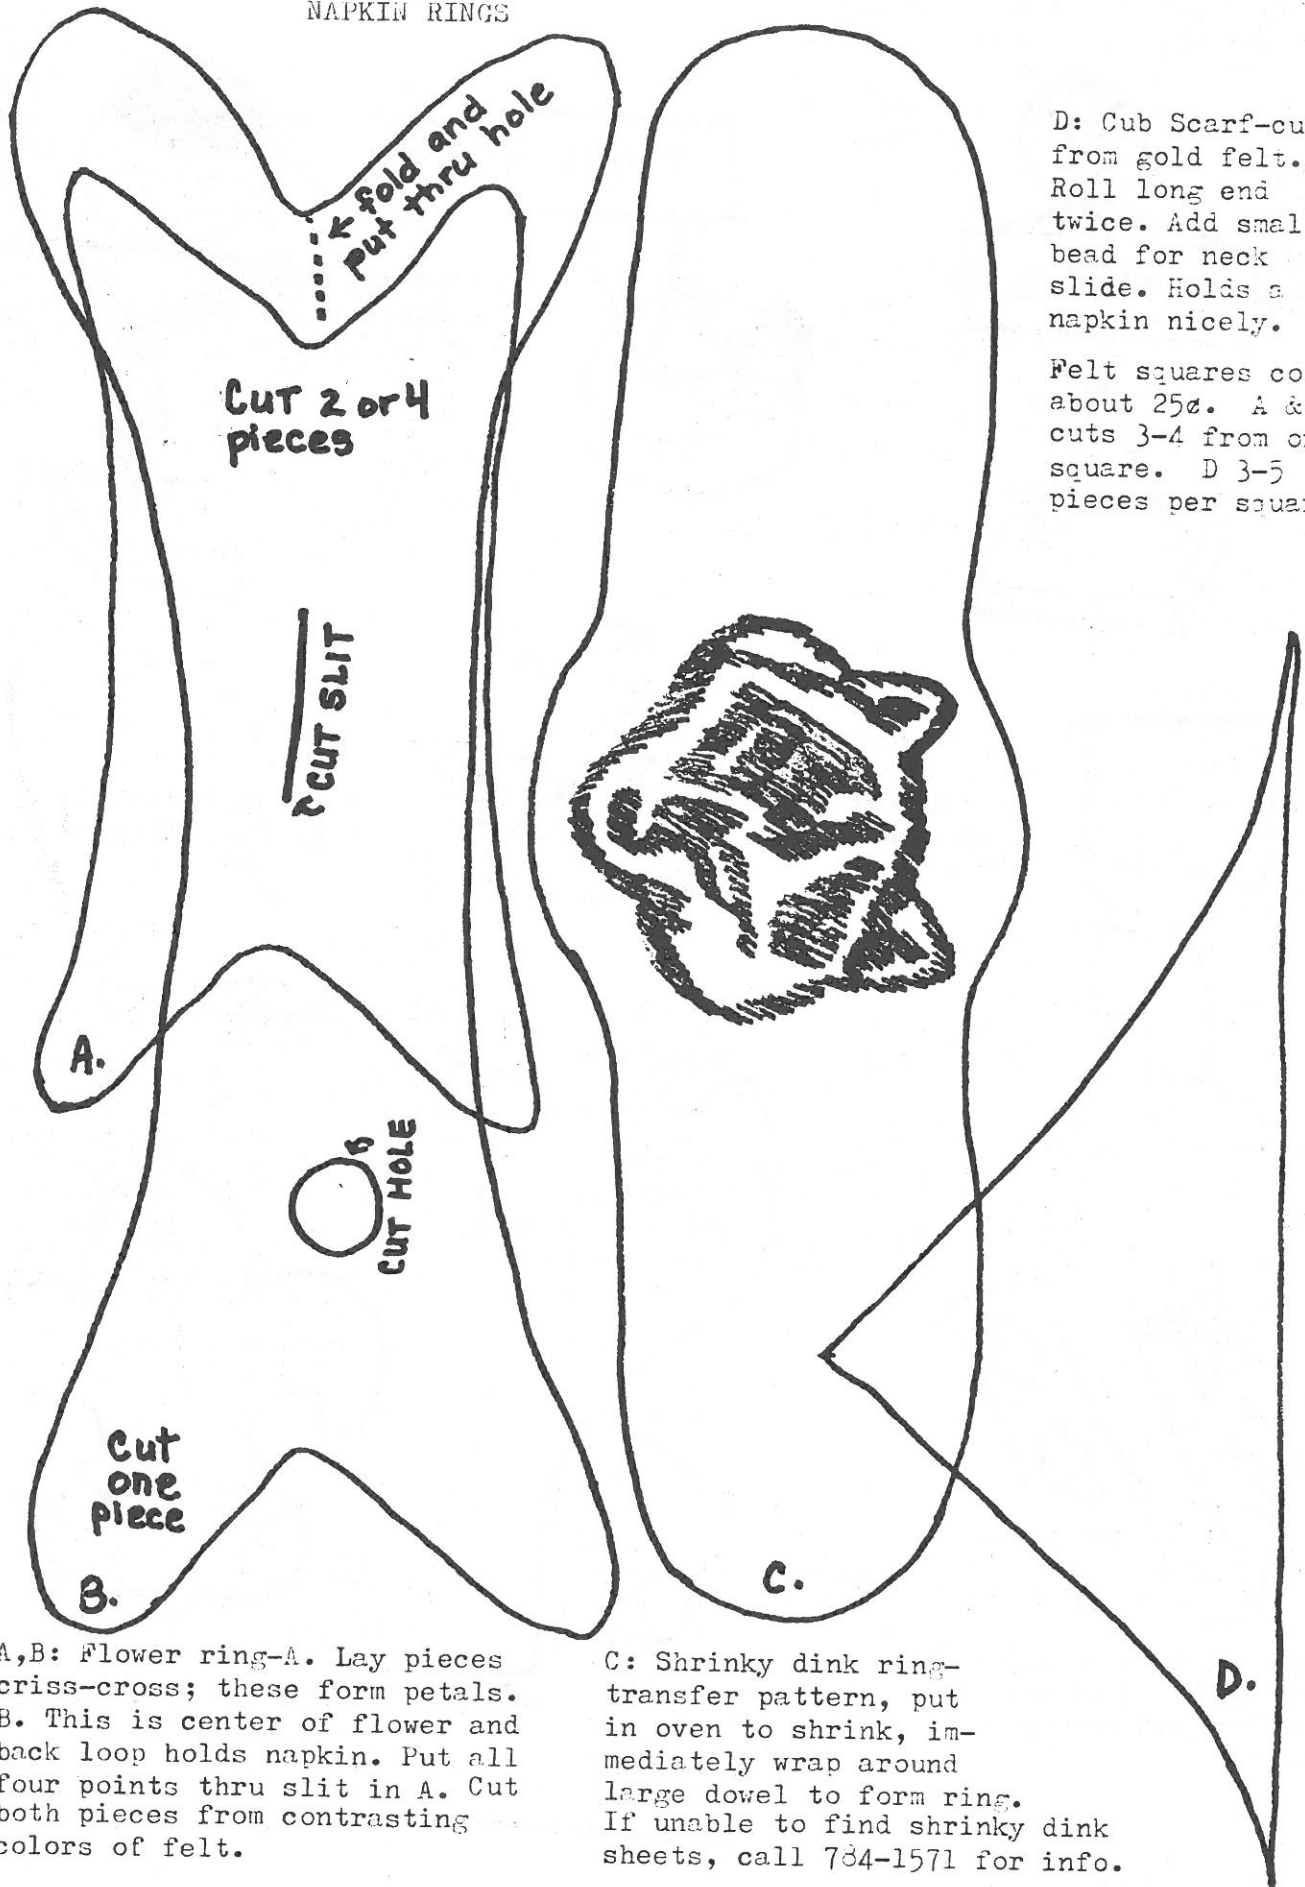 NAPKIN RINGS
← fold and
put thru hole
Cut 2 or 4
pieces
CUT SLIT
A.
CUT HOLE
Cut
one
piece
B.
C.
D.
D: Cub Scarf-cu
from gold felt.
Roll long end
twice. Add smal
bead for neck
slide. Holds a
napkin nicely.
Felt squares co
about 25¢. A &
cuts 3-4 from o
square. D 3-5
pieces per squa
A,B: Flower ring-A. Lay pieces
criss-cross; these form petals.
B. This is center of flower and
back loop holds napkin. Put all
four points thru slit in A. Cut
both pieces from contrasting
colors of felt.
C: Shrinky dink ring-
transfer pattern, put
in oven to shrink, im-
mediately wrap around
large dowel to form ring.
If unable to find shrinky dink
sheets, call 784-1571 for info.